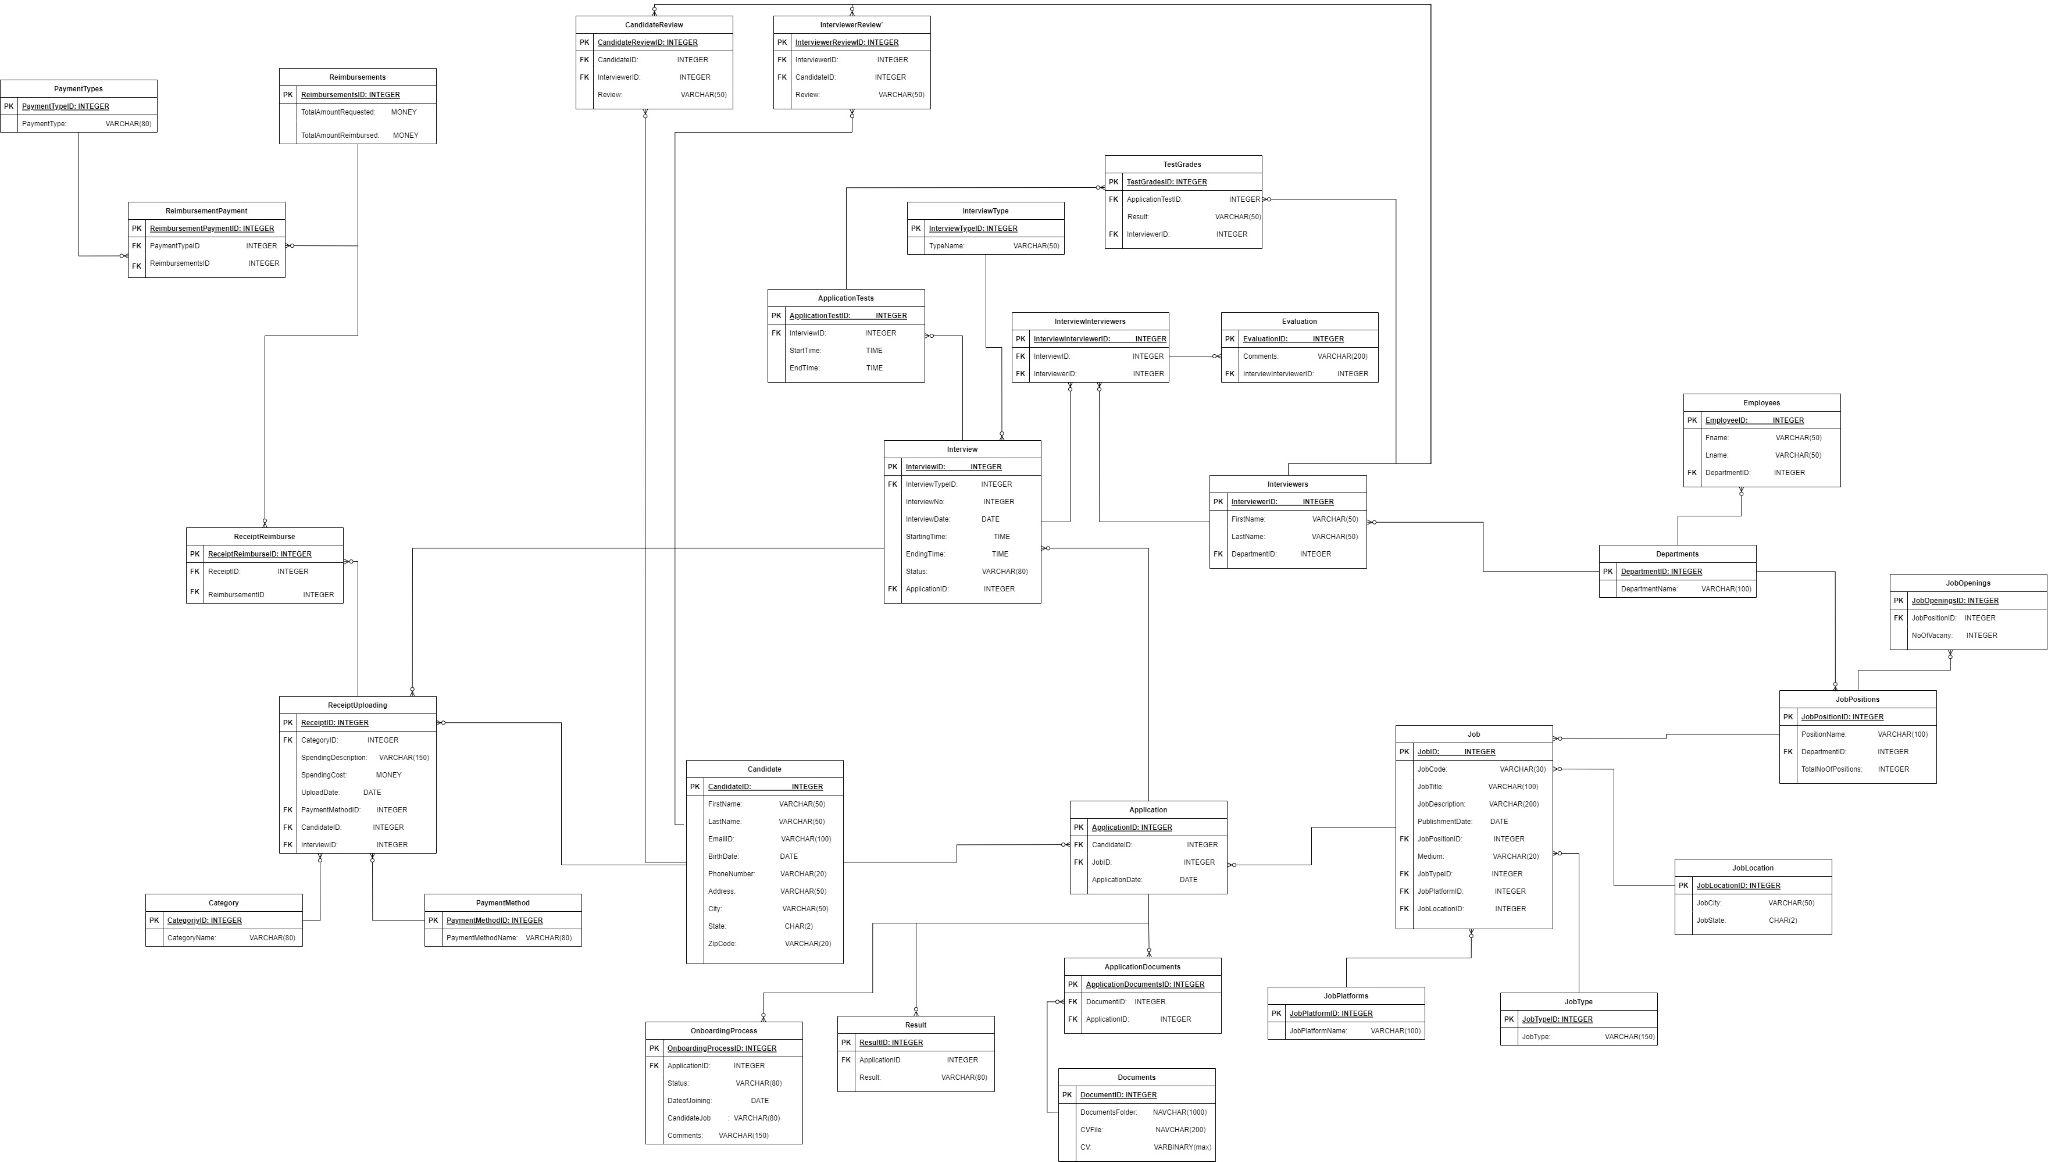 CandidateReview
PK CandidateReviewID: INTEGER
FK CandidateID: INTEGER
FK InterviewerID: INTEGER
Review: VARCHAR(50)
InterviewerReview'
PK InterviewerReviewID: INTEGER
FK InterviewerID: INTEGER
FK CandidateID: INTEGER
Review: VARCHAR(50)
PaymentTypes
PK PaymentTypeID: INTEGER
PaymentType: VARCHAR(80)
Reimbursements
PK ReimbursementsID: INTEGER
TotalAmountRequested: MONEY
TotalAmountReimbursed: MONEY
ReimbursementPayment
PK ReimbursementPaymentID: INTEGER
FK PaymentTypeID INTEGER
FK ReimbursementsID INTEGER
TestGrades
PK TestGradesID: INTEGER
FK ApplicationTestID: INTEGER
Result: VARCHAR(50)
FK InterviewerID: INTEGER
InterviewType
PK InterviewTypeID: INTEGER
TypeName: VARCHAR(50)
ApplicationTests
PK ApplicationTestID: INTEGER
FK InterviewID: INTEGER
StartTime: TIME
EndTime: TIME
InterviewInterviewers
PK InterviewInterviewerID: INTEGER
FK InterviewID: INTEGER
FK InterviewerID: INTEGER
Evaluation
PK EvaluationID: INTEGER
Comments: VARCHAR(200)
FK InterviewInterviewerID: INTEGER
Employees
PK EmployeeID: INTEGER
Fname: VARCHAR(50)
Lname: VARCHAR(50)
FK DepartmentID: INTEGER
Interview
PK InterviewID: INTEGER
FK InterviewTypeID: INTEGER
InterviewNo: INTEGER
InterviewDate: DATE
StartingTime: TIME
EndingTime: TIME
Status: VARCHAR(80)
FK ApplicationID: INTEGER
Interviewers
PK InterviewerID: INTEGER
FirstName: VARCHAR(50)
LastName: VARCHAR(50)
FK DepartmentID: INTEGER
ReceiptReimburse
PK ReceiptReimburseID: INTEGER
FK ReceiptID: INTEGER
FK ReimbursementID INTEGER
Departments
PK DepartmentID: INTEGER
DepartmentName: VARCHAR(100)
JobOpenings
PK JobOpeningsID: INTEGER
FK JobPositionID: INTEGER
NoOfVacany: INTEGER
ReceiptUploading
PK ReceiptID: INTEGER
FK CategoryID: INTEGER
SpendingDescription: VARCHAR(150)
SpendingCost: MONEY
UploadDate: DATE
FK PaymentMethodID: INTEGER
FK CandidateID: INTEGER
FK InterviewID: INTEGER
JobPositions
PK JobPositionID: INTEGER
PositionName: VARCHAR(100)
FK DepartmentID: INTEGER
TotalNoOfPositions: INTEGER
Job
PK JobID: INTEGER
JobCode: VARCHAR(30)
JobTitle: VARCHAR(100)
JobDescription: VARCHAR(200)
PublishmentDate: DATE
FK JobPositionID: INTEGER
Medium: VARCHAR(20)
FK JobTypeID: INTEGER
FK JobPlatformID: INTEGER
FK JobLocationID: INTEGER
Candidate
PK CandidateID: INTEGER
FirstName: VARCHAR(50)
LastName: VARCHAR(50)
EmailID: VARCHAR(100)
BirthDate: DATE
PhoneNumber: VARCHAR(20)
Address: VARCHAR(50)
City: VARCHAR(50)
State: CHAR(2)
ZipCode: VARCHAR(20)
Application
PK ApplicationID: INTEGER
FK CandidateID: INTEGER
FK JobID: INTEGER
ApplicationDate: DATE
JobLocation
PK JobLocationID: INTEGER
JobCity: VARCHAR(50)
JobState: CHAR(2)
Category
PK CategoriyID: INTEGER
CategoryName: VARCHAR(80)
PaymentMethod
PK PaymentMethodID: INTEGER
PaymentMethodName: VARCHAR(80)
ApplicationDocuments
PK ApplicationDocumentsID: INTEGER
FK DocumentID: INTEGER
FK ApplicationID: INTEGER
JobPlatforms
PK JobPlatformID: INTEGER
JobPlatformName: VARCHAR(100)
JobType
PK JobTypeID: INTEGER
JobType: VARCHAR(150)
OnboardingProcess
PK OnboardingProcessID: INTEGER
FK ApplicationID: INTEGER
Status: VARCHAR(80)
DateofJoining: DATE
CandidateJob : VARCHAR(80)
Comments: VARCHAR(150)
Result
PK ResultID: INTEGER
FK ApplicationID INTEGER
Result: VARCHAR(80)
Documents
PK DocumentID: INTEGER
DocumentsFolder: NAVCHAR(1000)
CVFile: NAVCHAR(200)
CV: VARBINARY(max)